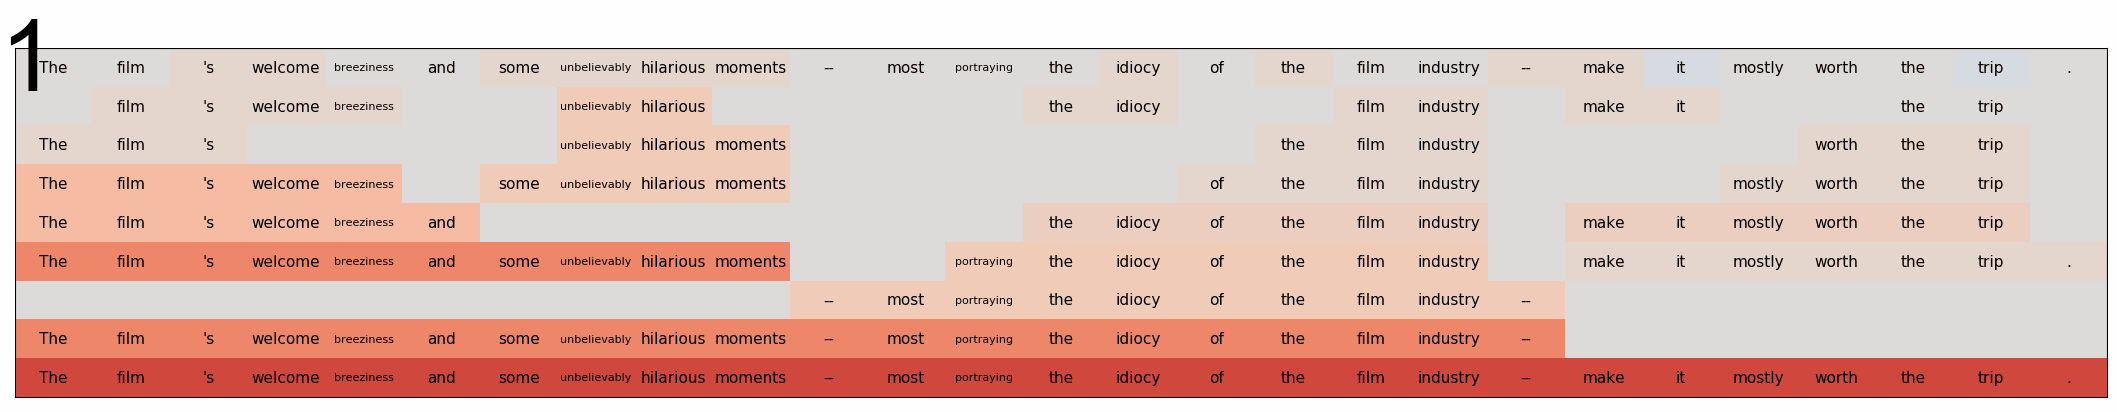 1
The film 's welcome breeziness and some unbelievably hilarious moments -- most portraying the idiocy of the film industry -- make it mostly worth the trip .
film 's welcome breeziness unbelievably hilarious the idiocy film industry make it the trip
The film 's unbelievably hilarious moments the film industry worth the trip
The film 's welcome breeziness some unbelievably hilarious moments of the film industry mostly worth the trip
The film 's welcome breeziness and the idiocy of the film industry make it mostly worth the trip
The film 's welcome breeziness and some unbelievably hilarious moments portraying the idiocy of the film industry make it mostly worth the trip .
-- most portraying the idiocy of the film industry --
The film 's welcome breeziness and some unbelievably hilarious moments -- most portraying the idiocy of the film industry --
The film 's welcome breeziness and some unbelievably hilarious moments -- most portraying the idiocy of the film industry -- make it mostly worth the trip .